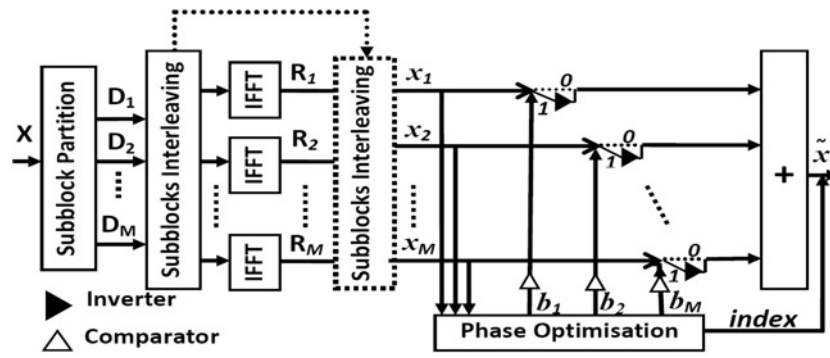 X
Subblock Partition
D1
D2
DM
Subblocks Interleaving
IFFT
IFFT
IFFT
R1
R2
RM
Subblocks Interleaving
x1
x2
xM
0
1
0
1
0
1
+
x̃
b1
b2
bM
Phase Optimisation
index
Inverter
Comparator